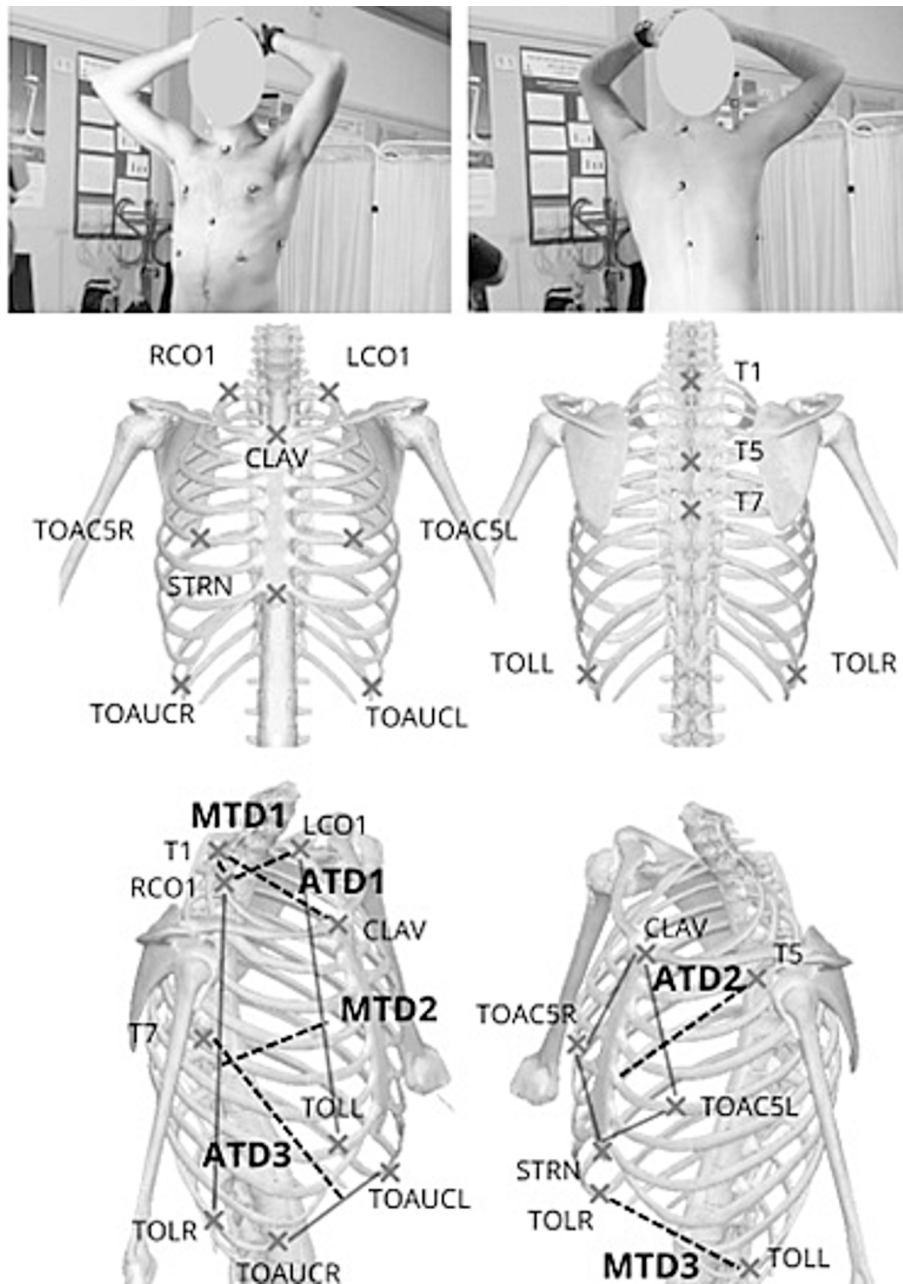 RCO1 LCO1
CLAV
TOAC5R TOAC5L
STRN
TOAUCR TOAUCL
T1
T5
T7
TOLL TOLR
MTD1
LCO1
T1
RCO1 ATD1
CLAV
MTD2
T7
TOLL
ATD3
TOAUCL
TOLR
TOAUCR
CLAV
T5
ATD2
TOAC5R
TOAC5L
STRN
TOLR
MTD3 TOLL